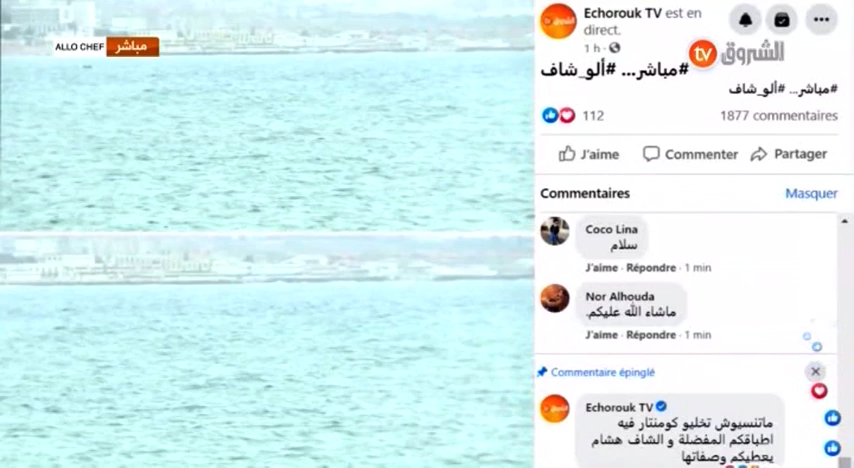 ALLO CHEF مباشر
Echorouk TV est en
direct.
1 h ·
الشروق tv
#مباشر... #ألو_شاف
#مباشر... #ألو_شاف
112 1877 commentaires
J'aime Commenter Partager
Commentaires Masquer
Coco Lina
سلام
J'aime · Répondre · 1 min
Nor Alhouda
ماشاء الله عليكم.
J'aime · Répondre · 1 min
Commentaire épinglé
Echorouk TV
ماتنسيوش تخليو كومنتار فيه
اطباقكم المفضلة و الشاف هشام
يعطيكم وصفاتها